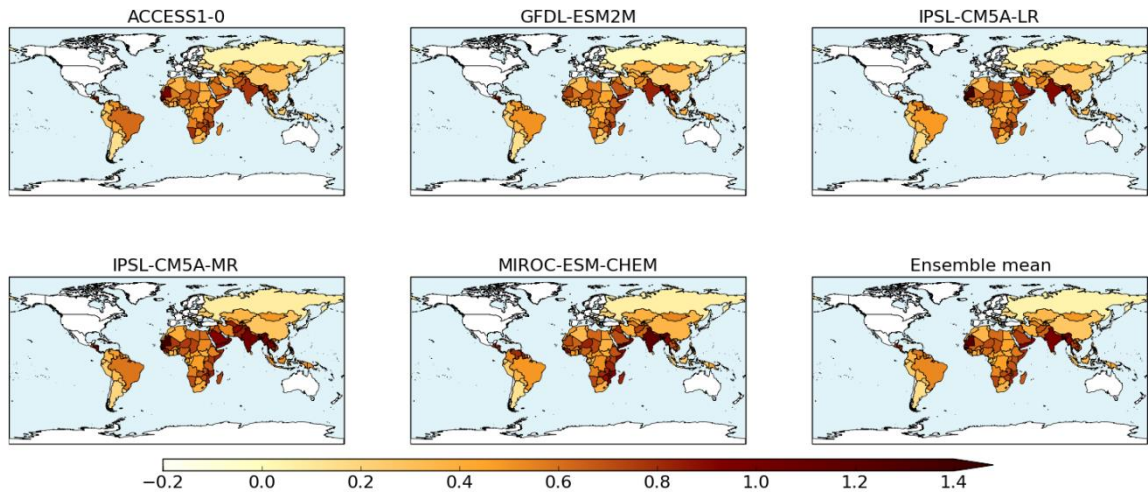 ACCESS1-0
GFDL-ESM2M
IPSL-CM5A-LR
IPSL-CM5A-MR
MIROC-ESM-CHEM
Ensemble mean
−0.2 0.0 0.2 0.4 0.6 0.8 1.0 1.2 1.4